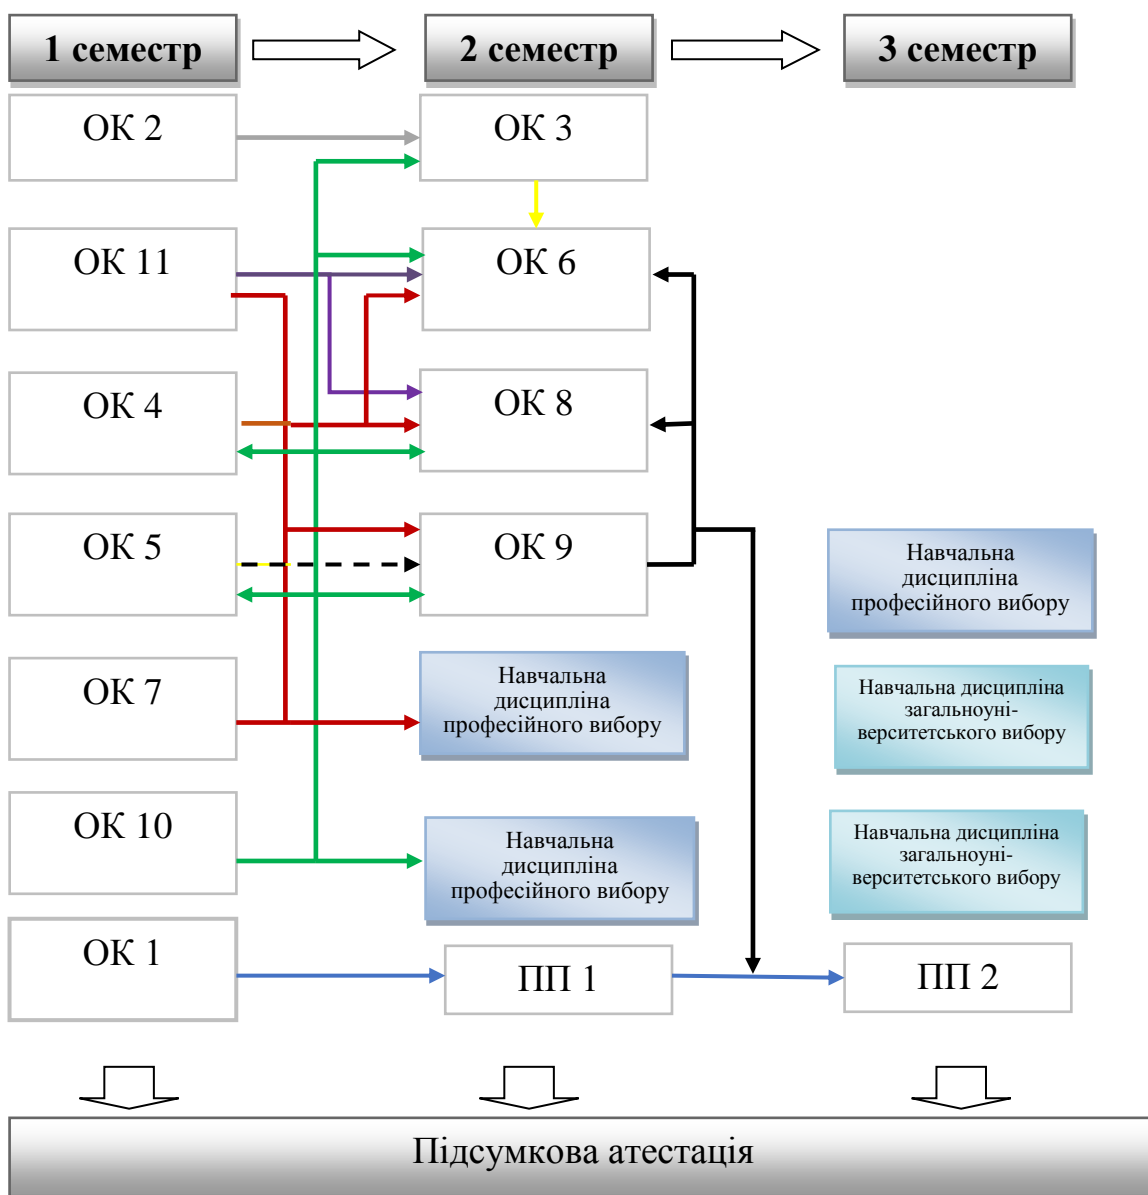 1 семестр
2 семестр
3 семестр
ОК 2
ОК 3
ОК 11
ОК 6
ОК 4
ОК 8
ОК 5
ОК 9
Навчальна
дисципліна
професійного вибору
ОК 7
Навчальна
дисципліна
професійного вибору
Навчальна дисципліна
загальноуні-
верситетського вибору
ОК 10
Навчальна
дисципліна
професійного вибору
Навчальна дисципліна
загальноуні-
верситетського вибору
ОК 1
ПП 1
ПП 2
Підсумкова атестація